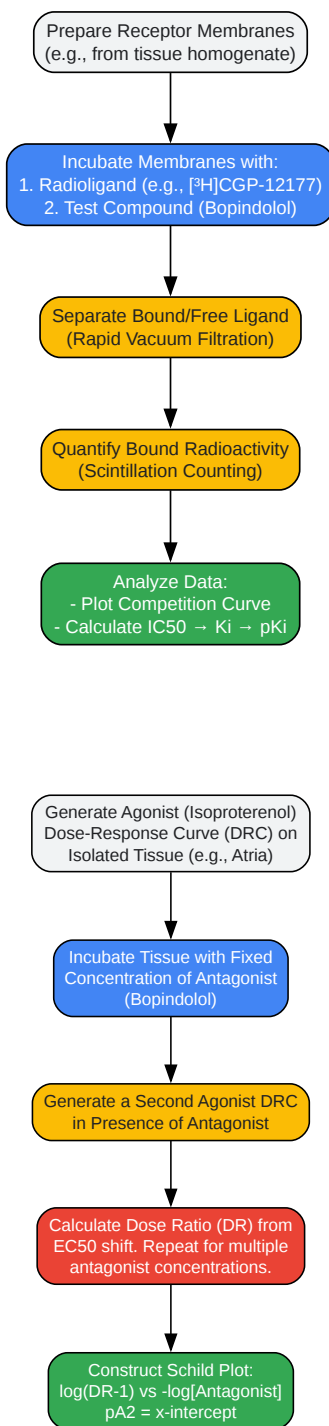 Prepare Receptor Membranes
(e.g., from tissue homogenate)
Incubate Membranes with:
1. Radioligand (e.g., [³H]CGP-12177)
2. Test Compound (Bopindolol)
Separate Bound/Free Ligand
(Rapid Vacuum Filtration)
Quantify Bound Radioactivity
(Scintillation Counting)
Analyze Data:
- Plot Competition Curve
- Calculate IC50 → Ki → pKi
Generate Agonist (Isoproterenol)
Dose-Response Curve (DRC) on
Isolated Tissue (e.g., Atria)
Incubate Tissue with Fixed
Concentration of Antagonist
(Bopindolol)
Generate a Second Agonist DRC
in Presence of Antagonist
Calculate Dose Ratio (DR) from
EC50 shift. Repeat for multiple
antagonist concentrations.
Construct Schild Plot:
log(DR-1) vs -log[Antagonist]
pA2 = x-intercept